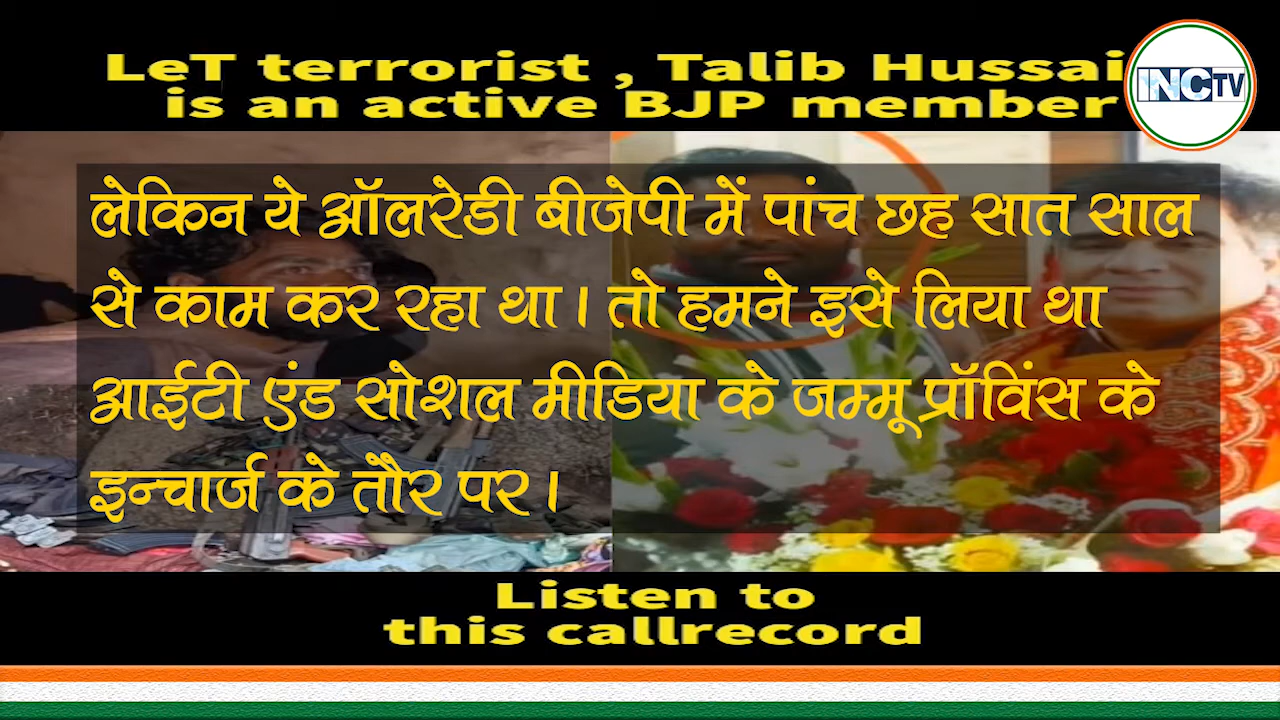 LeT terrorist , Talib Hussai
is an active BJP member
INCTV
लेकिन ये ऑलरेडी बीजेपी में पांच छह सात साल
से काम कर रहा था। तो हमने इसे लिया था
आईटी एंड सोशल मीडिया के जम्मू प्रॉविंस के
इन्चार्ज के तौर पर।
Listen to
this callrecord